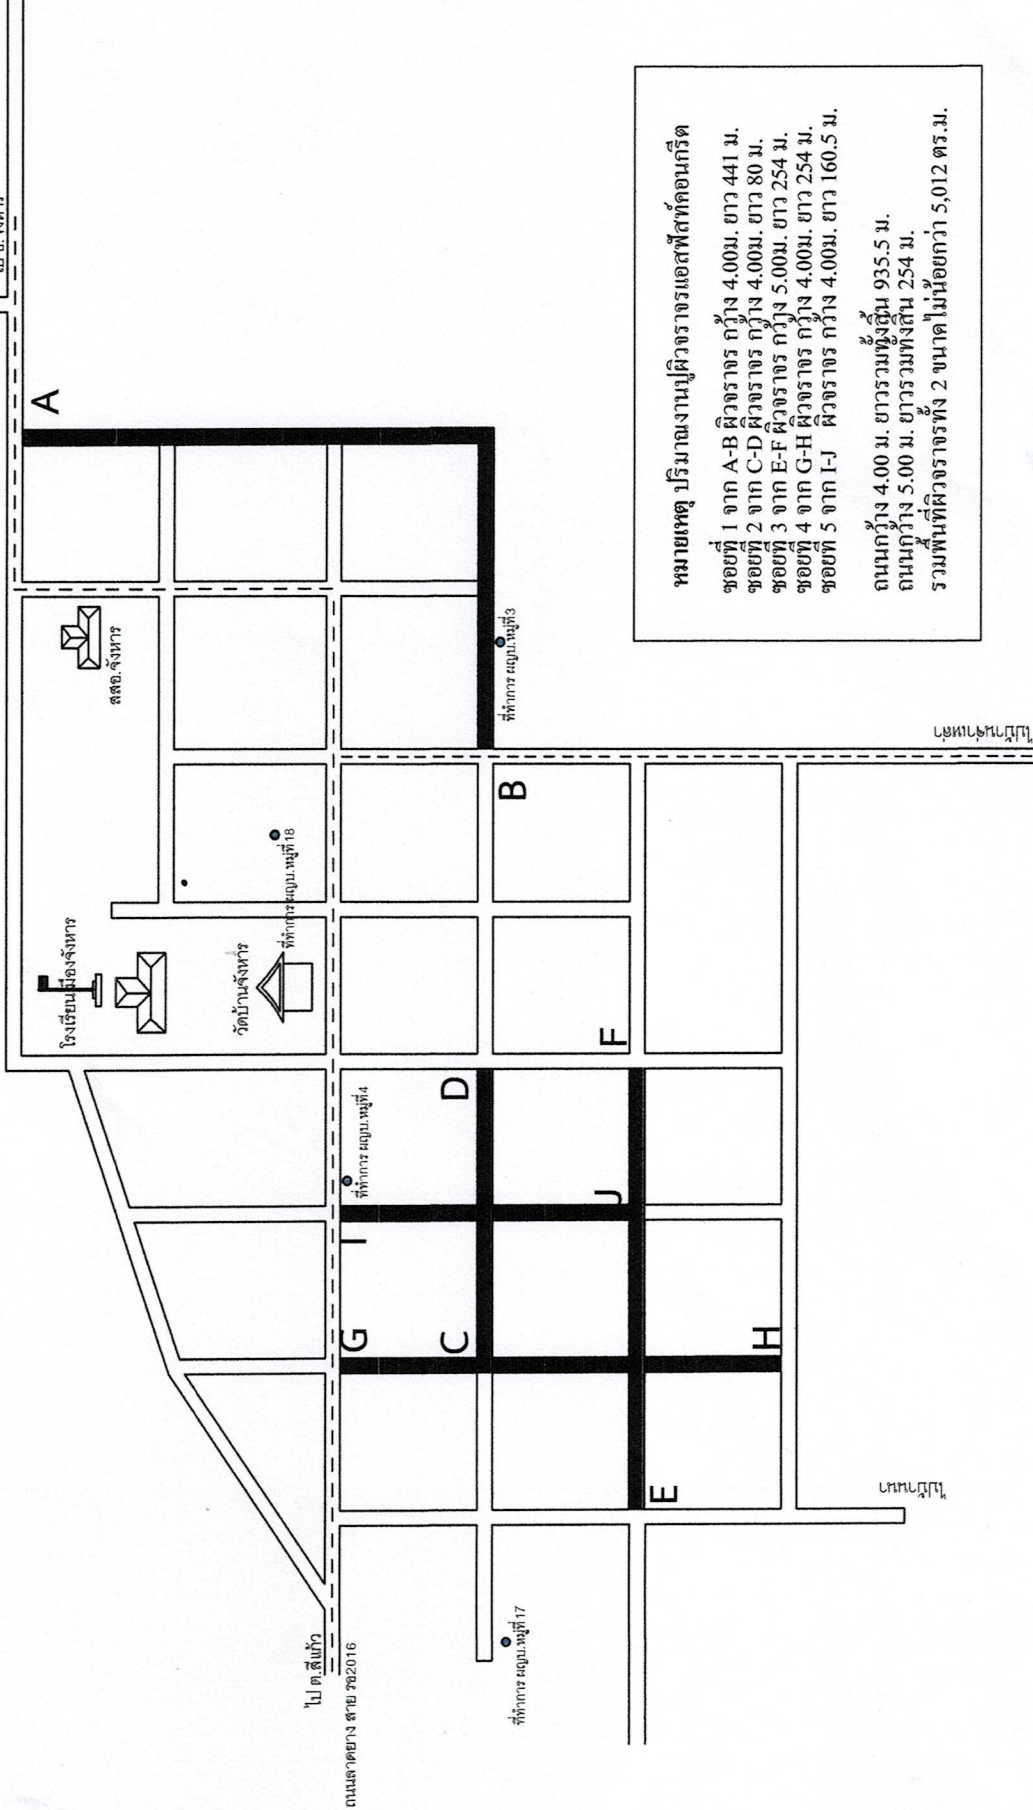 ไป อ.จังหาร
A
สสอ.จังหาร
โรงเรียนเมืองจังหาร
วัดบ้านจังหาร
ที่ทำการ ผญบ.หมู่ที่18
ที่ทำการ ผญบ.หมู่ที่3
B
ไปบ้านเล่าเหล่า
F
D
ที่ทำการ ผญบ.หมู่ที่4
J
I
G
C
H
E
ไปบ้านนา
ไป ต.สีแก้ว
ถนนลาดยาง สาย รอ2016
ที่ทำการ ผญบ.หมู่ที่17
หมายเหตุ ปริมาณงานปูผิวจราจรแอสฟัสท์คอนกรีต
ซอยที่ 1 จาก A-B ผิวจราจร กว้าง 4.00ม. ยาว 441 ม.
ซอยที่ 2 จาก C-D ผิวจราจร กว้าง 4.00ม. ยาว 80 ม.
ซอยที่ 3 จาก E-F ผิวจราจร กว้าง 5.00ม. ยาว 254 ม.
ซอยที่ 4 จาก G-H ผิวจราจร กว้าง 4.00ม. ยาว 254 ม.
ซอยที่ 5 จาก I-J ผิวจราจร กว้าง 4.00ม. ยาว 160.5 ม.
ถนนกว้าง 4.00 ม. ยาวรวมทั้งสิ้น 935.5 ม.
ถนนกว้าง 5.00 ม. ยาวรวมทั้งสิ้น 254 ม.
รวมพื้นที่ผิวจราจรทั้ง 2 ขนาดไม่น้อยกว่า 5,012 ตร.ม.